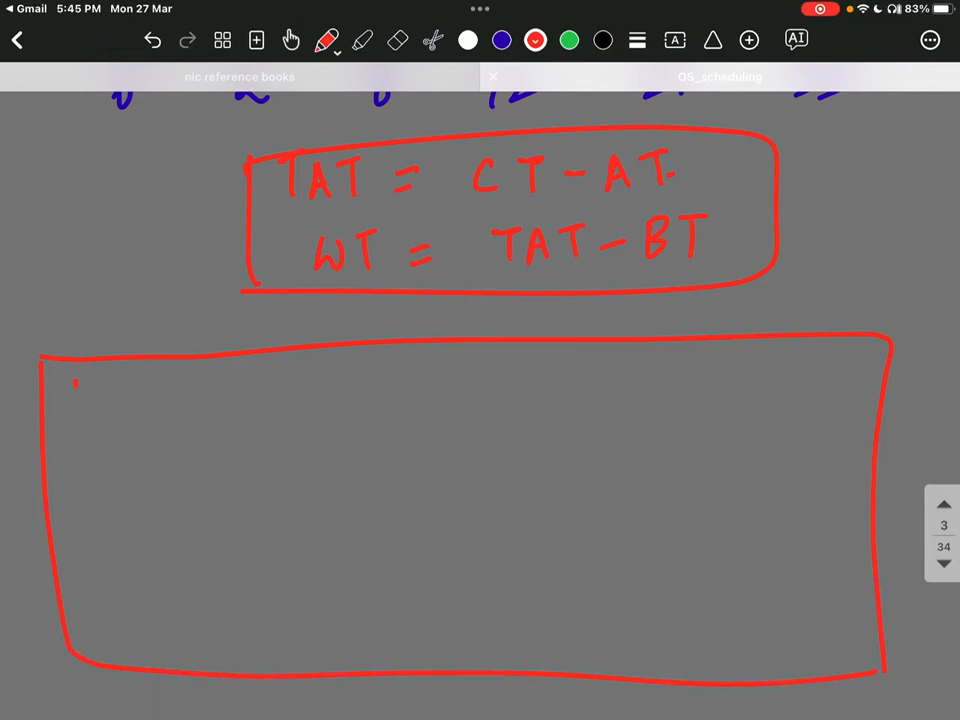 Gmail 5:45 PM Mon 27 Mar 83%
A AI
nic reference books OS_scheduling
TAT = CT - AT.
WT = TAT - BT
3
34